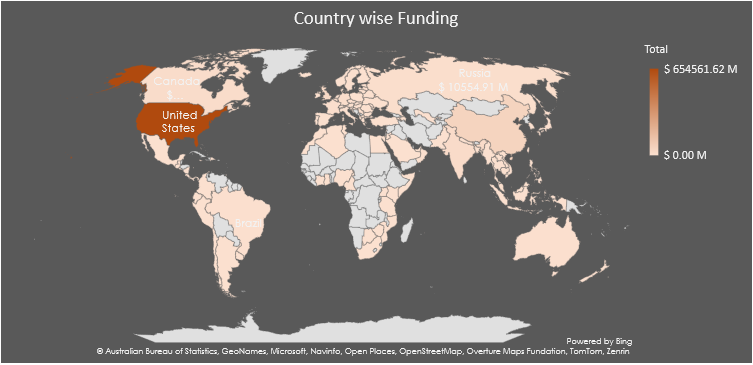 Country wise Funding
Total
$ 654561.62 M
$ 0.00 M
Canada
$
Russia
$ 10554.91 M
United
States
Brazil
Powered by Bing
© Australian Bureau of Statistics, GeoNames, Microsoft, Navinfo, Open Places, OpenStreetMap, Overture Maps Fundation, TomTom, Zenrin